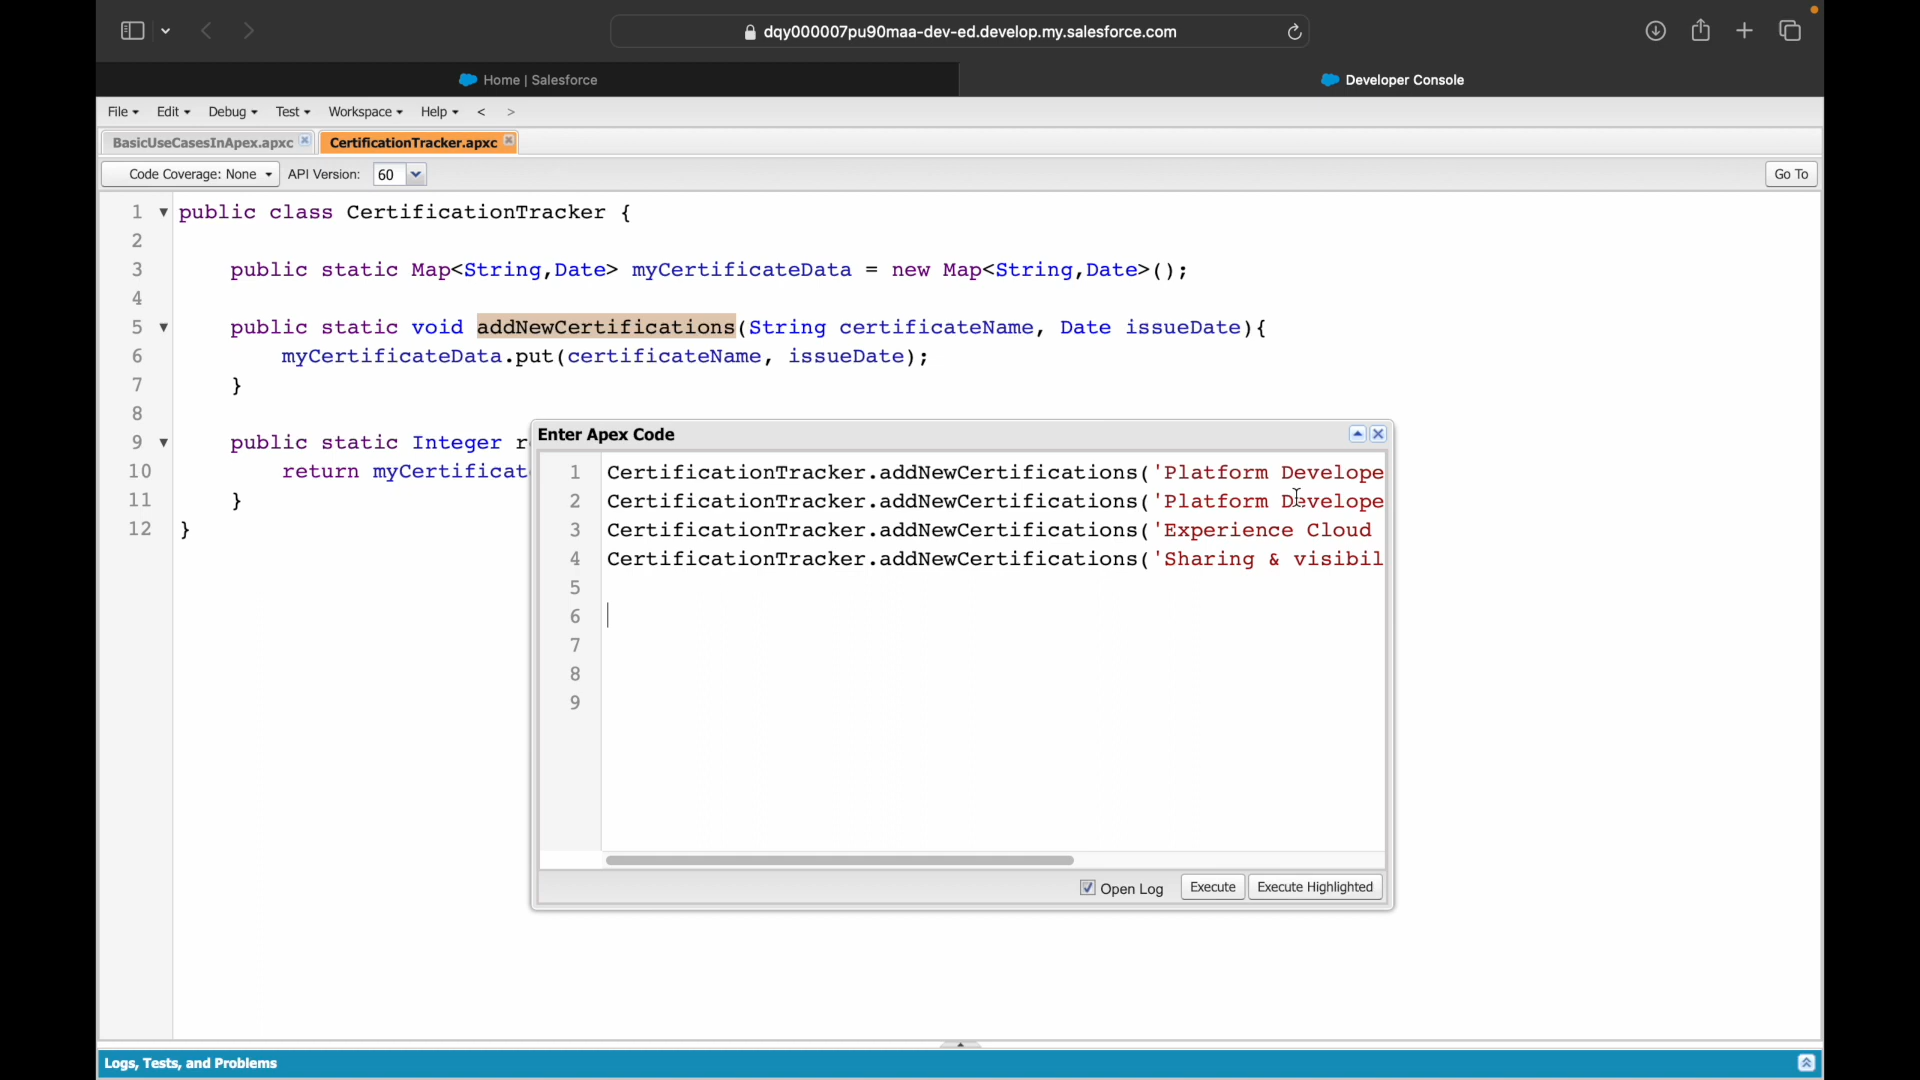 dqy000007pu90maa-dev-ed.develop.my.salesforce.com
Home | Salesforce
Developer Console
File Edit Debug Test Workspace Help < >
BasicUseCasesInApex.apxc CertificationTracker.apxc
Code Coverage: None API Version: 60 Go To
1 public class CertificationTracker {
2
3 public static Map<String,Date> myCertificateData = new Map<String,Date>();
4
5 public static void addNewCertifications(String certificateName, Date issueDate){
6 myCertificateData.put(certificateName, issueDate);
7 }
8
9 public static Integer r
10 return myCertificat
11 }
12 }
Enter Apex Code
1 CertificationTracker.addNewCertifications('Platform Develope
2 CertificationTracker.addNewCertifications('Platform Develope
3 CertificationTracker.addNewCertifications('Experience Cloud
4 CertificationTracker.addNewCertifications('Sharing & visibil
5
6
7
8
9
Open Log Execute Execute Highlighted
Logs, Tests, and Problems